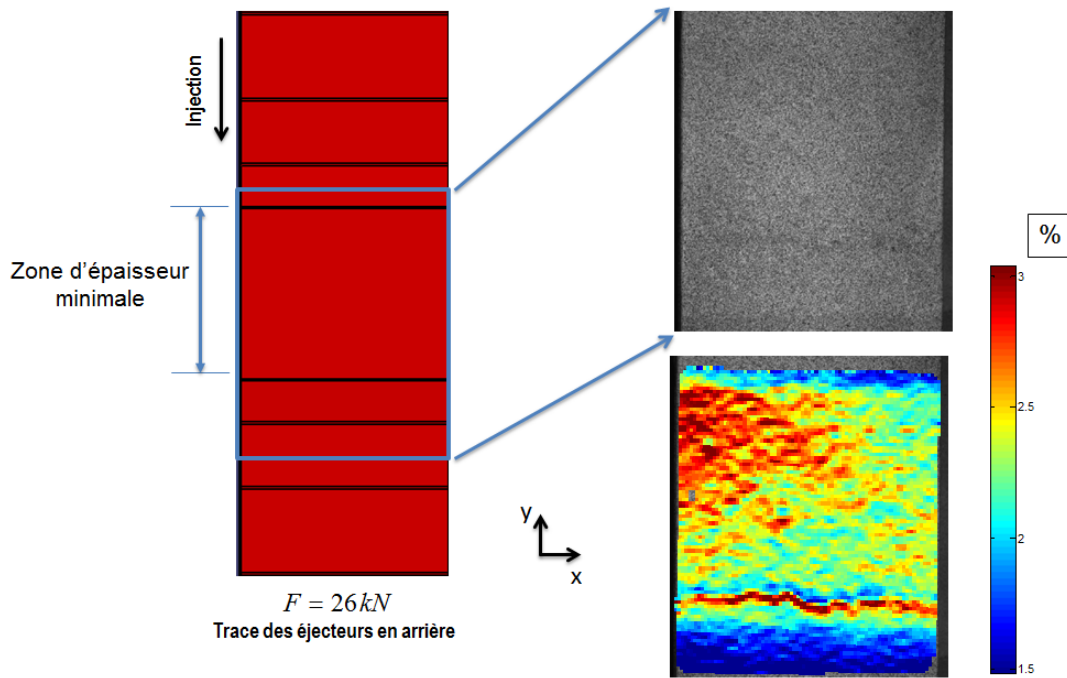 Injection
Zone d'épaisseur
minimale
F = 26kN
Trace des éjecteurs en arrière
y
x
%
3
2.5
2
1.5